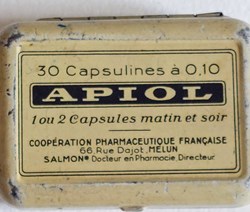 30 Capsulines à 0,10
APIOL
1 ou 2 Capsules matin et soir
COOPÉRATION PHARMACEUTIQUE FRANÇAISE
66, Rue Dajot, MELUN
SALMON® Docteur en Pharmacie, Directeur